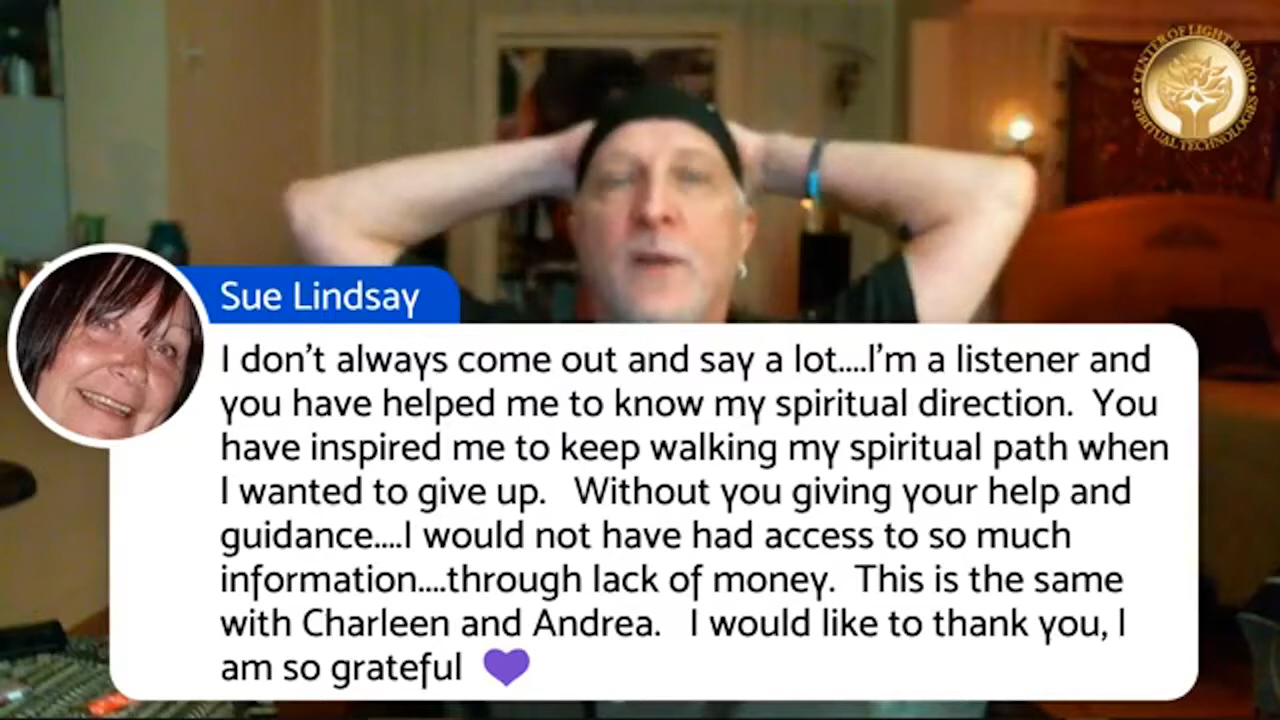 CENTER OF LIGHT RADIO
SPIRITUAL TECHNOLOGIES
Sue Lindsay
I don't always come out and say a lot....I'm a listener and
you have helped me to know my spiritual direction.  You
have inspired me to keep walking my spiritual path when
I wanted to give up.   Without you giving your help and
guidance....I would not have had access to so much
information....through lack of money.  This is the same
with Charleen and Andrea.   I would like to thank you, I
am so grateful 💜